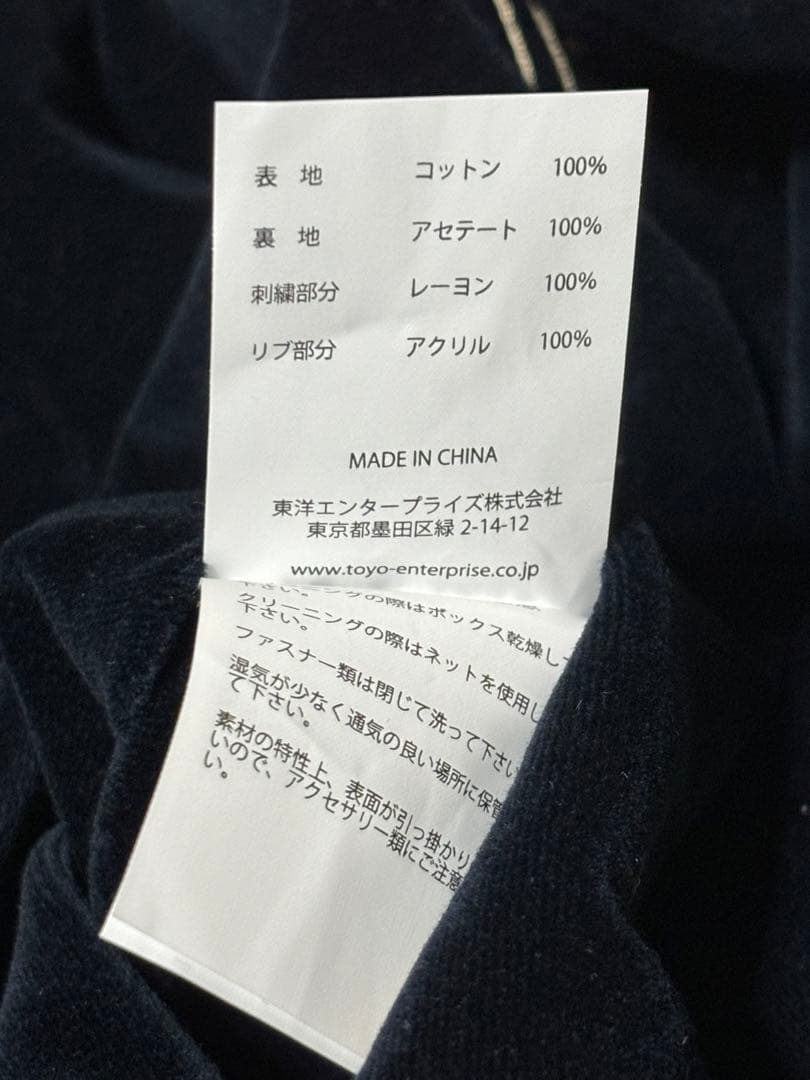 表 地 コットン 100%
裏 地 アセテート 100%
刺繍部分 レーヨン 100%
リブ部分 アクリル 100%
MADE IN CHINA
東洋エンタープライズ株式会社
東京都墨田区緑 2-14-12
www.toyo-enterprise.co.jp
ングの際はボックス乾燥し
下さい。
クリーニングの際はネットを使用し
下さい。
ファスナー類は閉じて洗って下さい
湿気が少なく通気の良い場所に保管
て下さい。
素材の特性上、表面が引っ掛かり
いので、アクセサリー類にご注意
い。